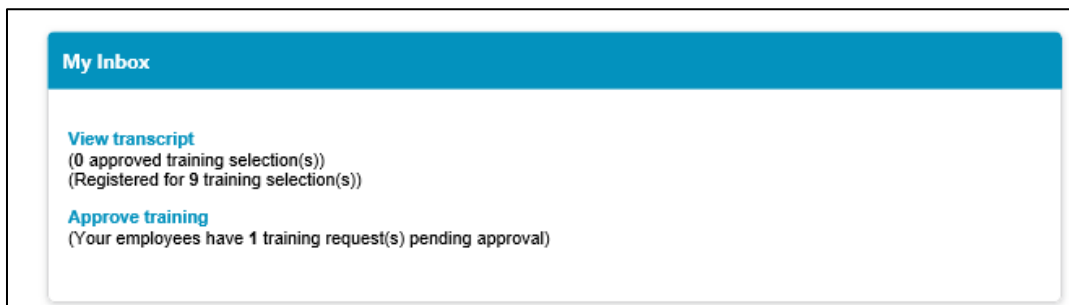 My Inbox
View transcript
(0 approved training selection(s))
(Registered for 9 training selection(s))
Approve training
(Your employees have 1 training request(s) pending approval)